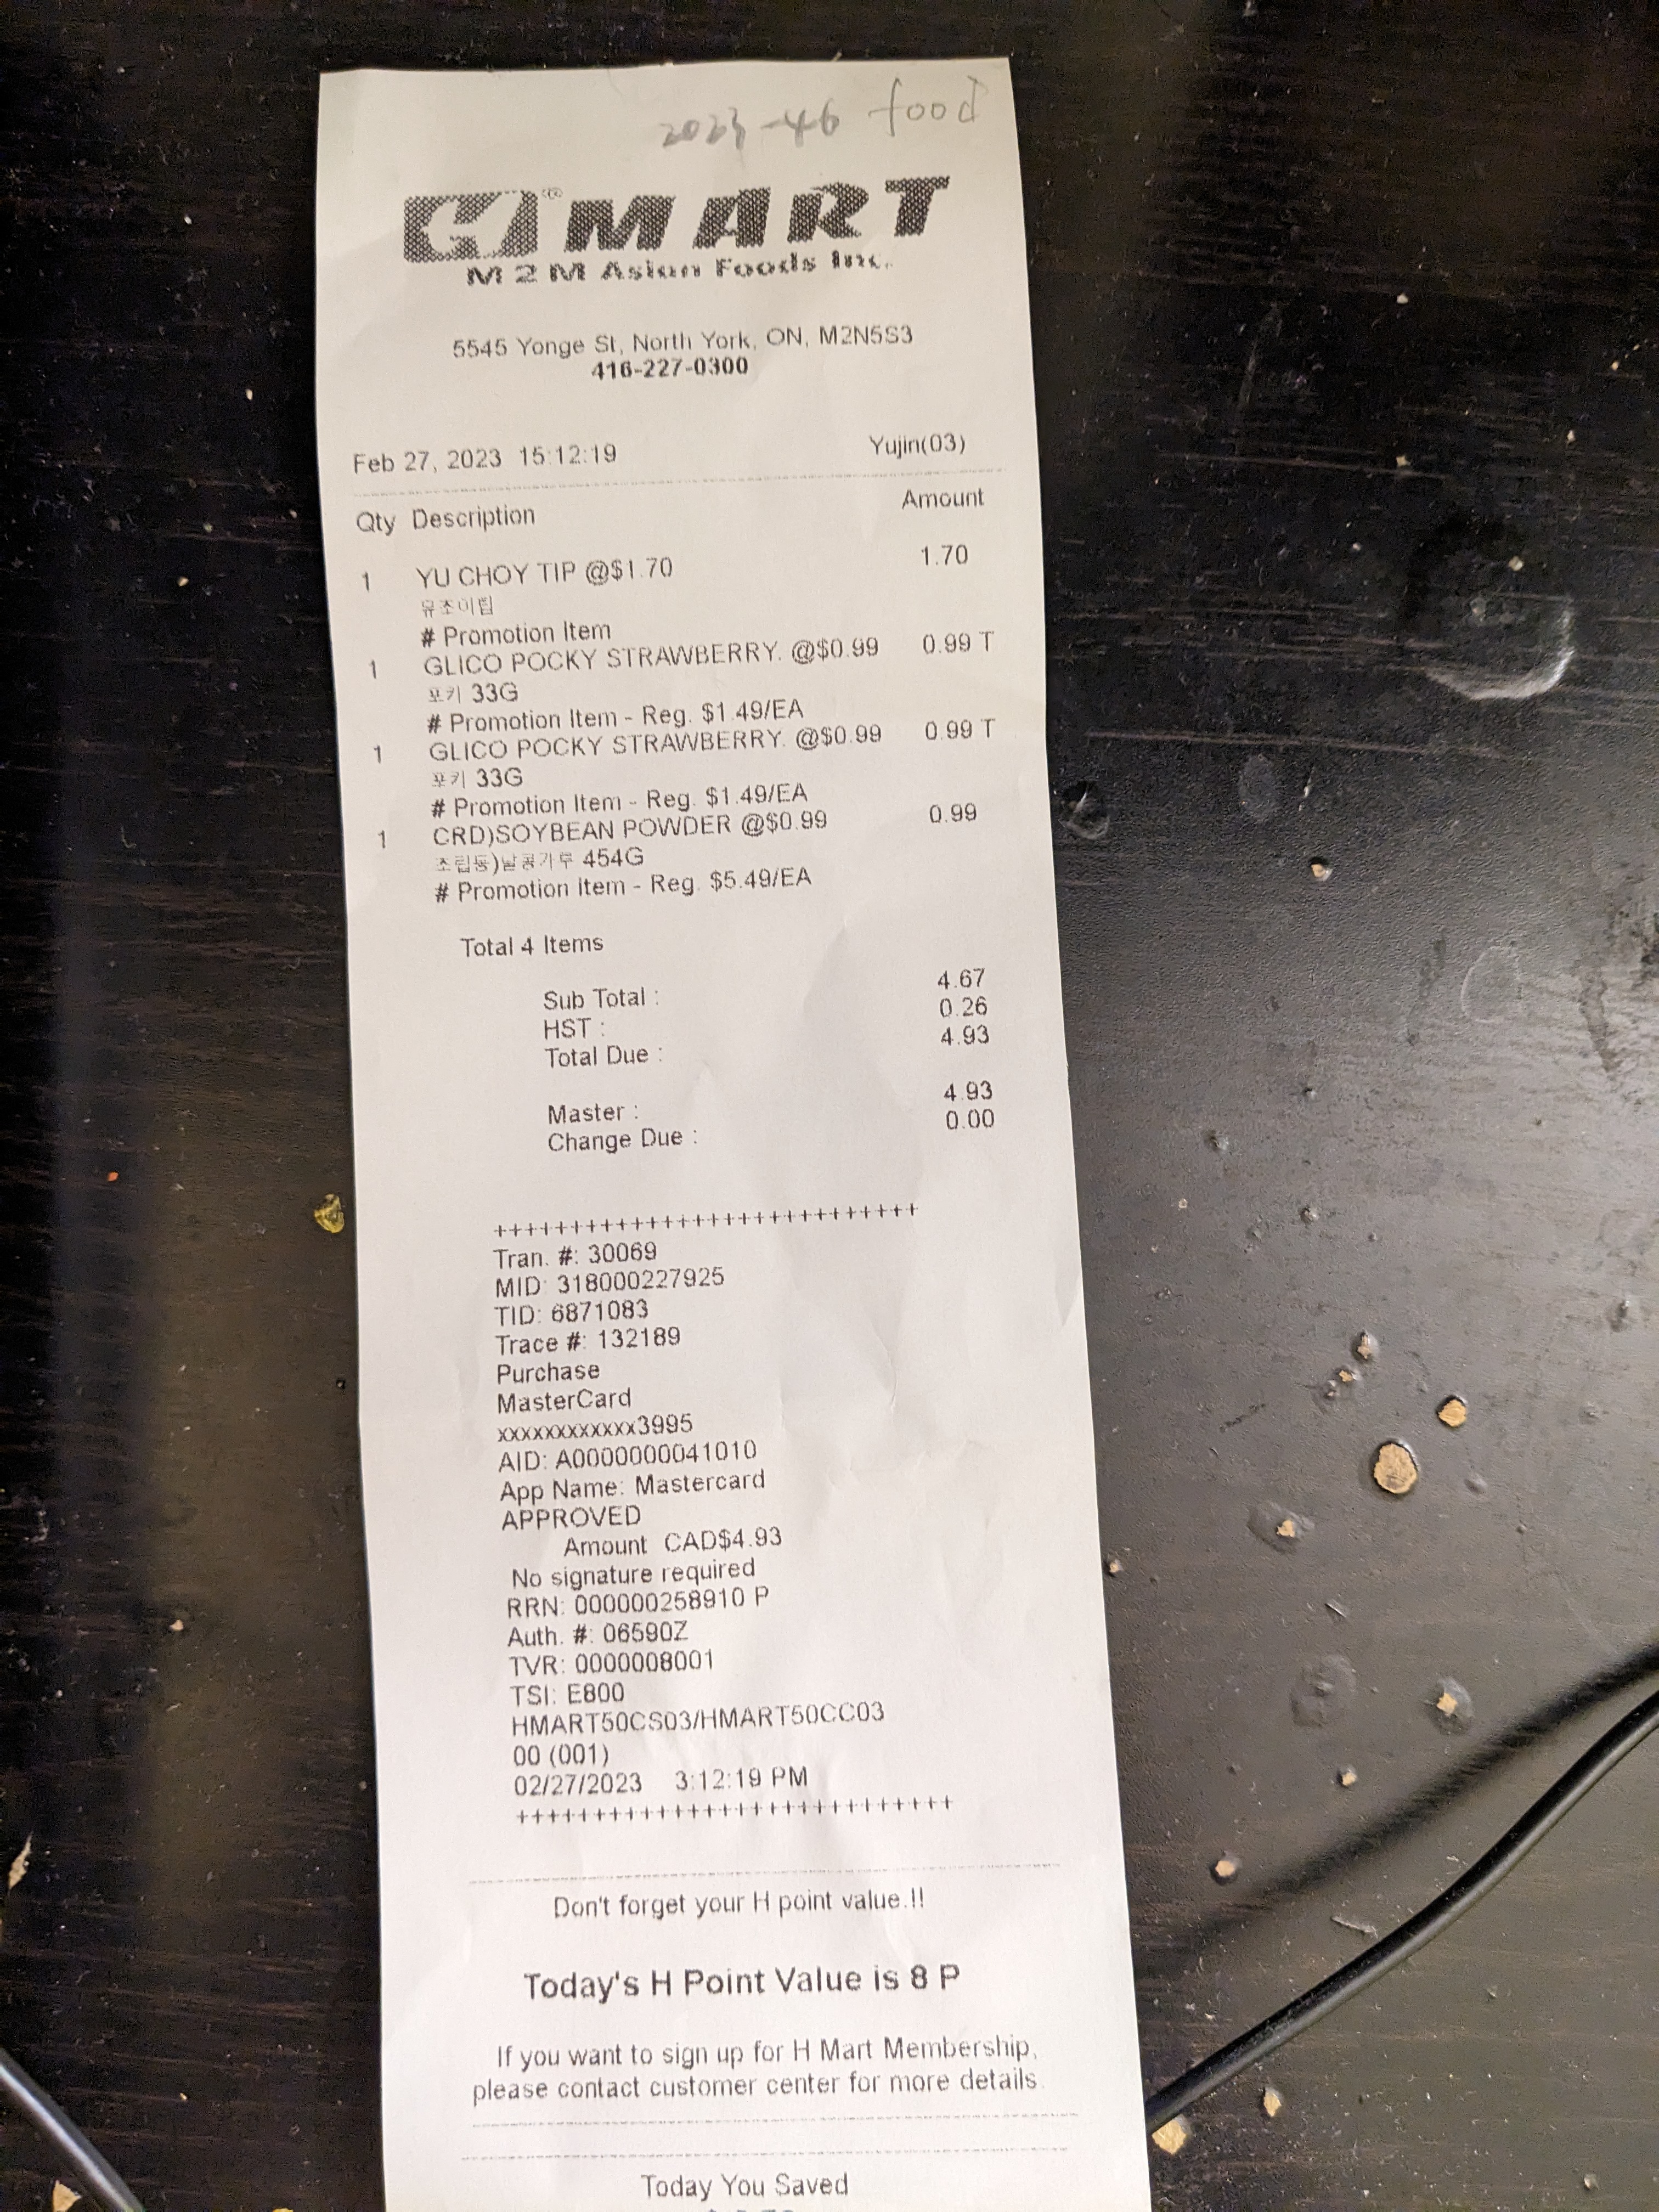 2023-46 food
H® MART
M 2 M Asian Foods Inc.
5545 Yonge St, North York, ON, M2N5S3
416-227-0300
Feb 27, 2023 15:12:19 Yujin(03)
Qty Description Amount
1 YU CHOY TIP @$1.70 1.70
유조이팁
# Promotion Item
1 GLICO POCKY STRAWBERRY. @$0.99 0.99 T
포키 33G
# Promotion Item - Reg. $1.49/EA
1 GLICO POCKY STRAWBERRY. @$0.99 0.99 T
포키 33G
# Promotion Item - Reg. $1.49/EA
1 CRD)SOYBEAN POWDER @$0.99 0.99
조립동)날콩가루 454G
# Promotion Item - Reg. $5.49/EA
Total 4 Items
Sub Total : 4.67
HST : 0.26
Total Due : 4.93
Master : 4.93
Change Due : 0.00
++++++++++++++++++++++++++++
Tran. #: 30069
MID: 318000227925
TID: 6871083
Trace #: 132189
Purchase
MasterCard
xxxxxxxxxxxx3995
AID: A0000000041010
App Name: Mastercard
APPROVED
Amount CAD$4.93
No signature required
RRN: 000000258910 P
Auth. #: 06590Z
TVR: 0000008001
TSI: E800
HMART50CS03/HMART50CC03
00 (001)
02/27/2023 3:12:19 PM
++++++++++++++++++++++++++++
Don't forget your H point value.!!
Today's H Point Value is 8 P
If you want to sign up for H Mart Membership,
please contact customer center for more details.
Today You Saved